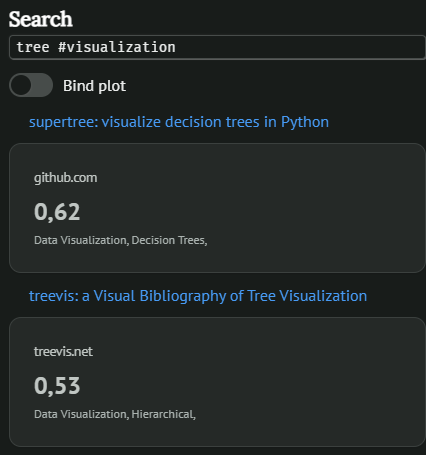 Search
tree #visualization
Bind plot
supertree: visualize decision trees in Python
github.com
0,62
Data Visualization, Decision Trees,
treevis: a Visual Bibliography of Tree Visualization
treevis.net
0,53
Data Visualization, Hierarchical,